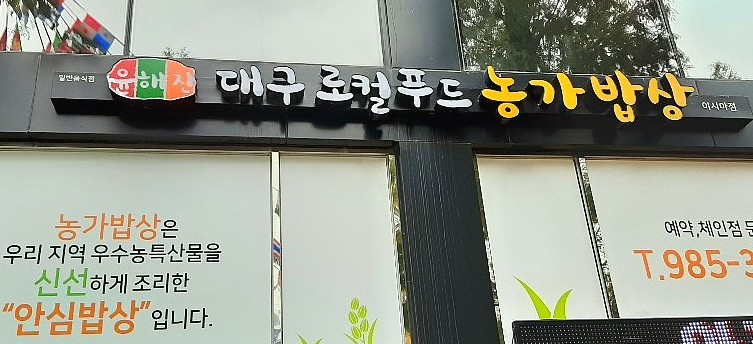 일반음식점 유해산 대구 로컬푸드 농가밥상 이시아점
농가밥상은
우리 지역 우수농특산물을
신선하게 조리한
“안심밥상”입니다.
예약,체인점
T.985-3